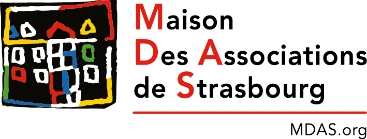 Maison
Des Associations
de Strasbourg
MDAS.org